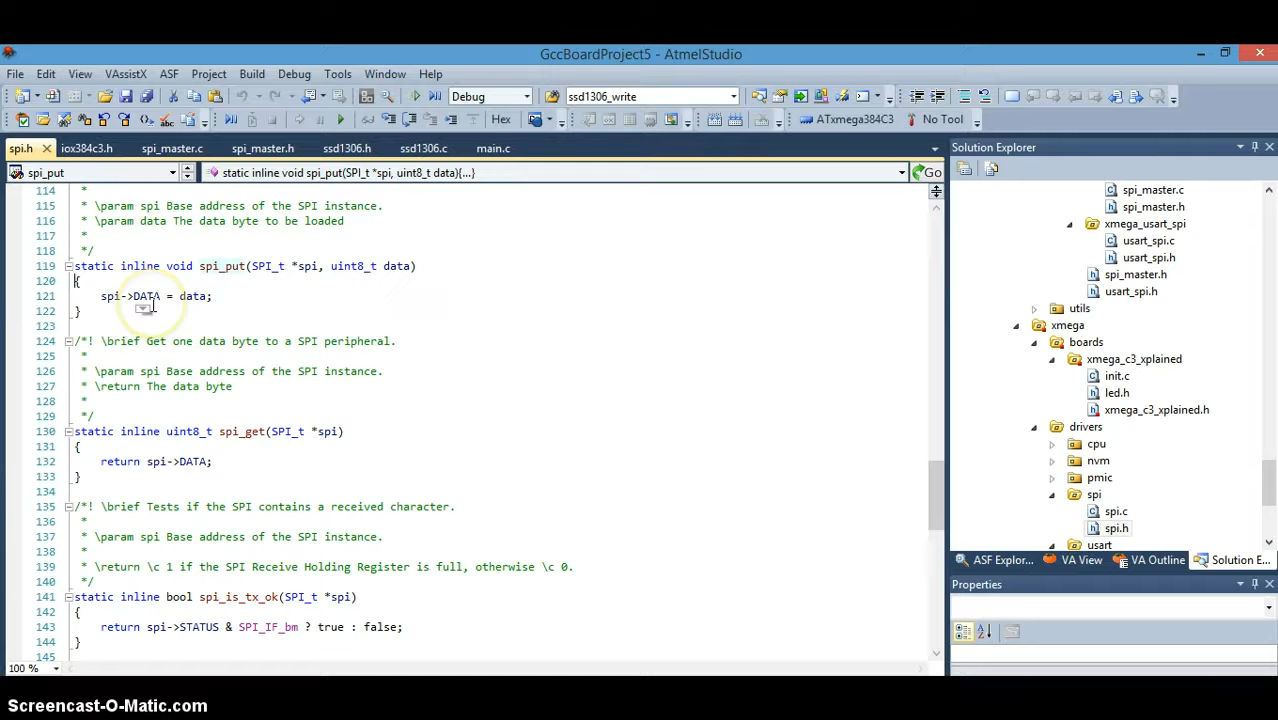 GccBoardProject5 - AtmelStudio
File Edit View VAssistX ASF Project Build Debug Tools Window Help
Debug ssd1306_write
Hex ATxmega384C3 No Tool
spi.h iox384c3.h spi_master.c spi_master.h ssd1306.h ssd1306.c main.c
Solution Explorer
spi_put static inline void spi_put(SPI_t *spi, uint8_t data){...} Go
114 *
115 * \param spi Base address of the SPI instance.
116 * \param data The data byte to be loaded
117 *
118 */
119 static inline void spi_put(SPI_t *spi, uint8_t data)
120 {
121 spi->DATA = data;
122 }
123
124 /*! \brief Get one data byte to a SPI peripheral.
125 *
126 * \param spi Base address of the SPI instance.
127 * \return The data byte
128 *
129 */
130 static inline uint8_t spi_get(SPI_t *spi)
131 {
132 return spi->DATA;
133 }
134
135 /*! \brief Tests if the SPI contains a received character.
136 *
137 * \param spi Base address of the SPI instance.
138 *
139 * \return \c 1 if the SPI Receive Holding Register is full, otherwise \c 0.
140 */
141 static inline bool spi_is_tx_ok(SPI_t *spi)
142 {
143 return spi->STATUS & SPI_IF_bm ? true : false;
144 }
145
100 %
spi_master.c
spi_master.h
xmega_usart_spi
usart_spi.c
usart_spi.h
spi_master.h
usart_spi.h
utils
xmega
boards
xmega_c3_xplained
init.c
led.h
xmega_c3_xplained.h
drivers
cpu
nvm
pmic
spi
spi.c
spi.h
usart
ASF Explor... VA View VA Outline Solution E...
Properties
Screencast-O-Matic.com